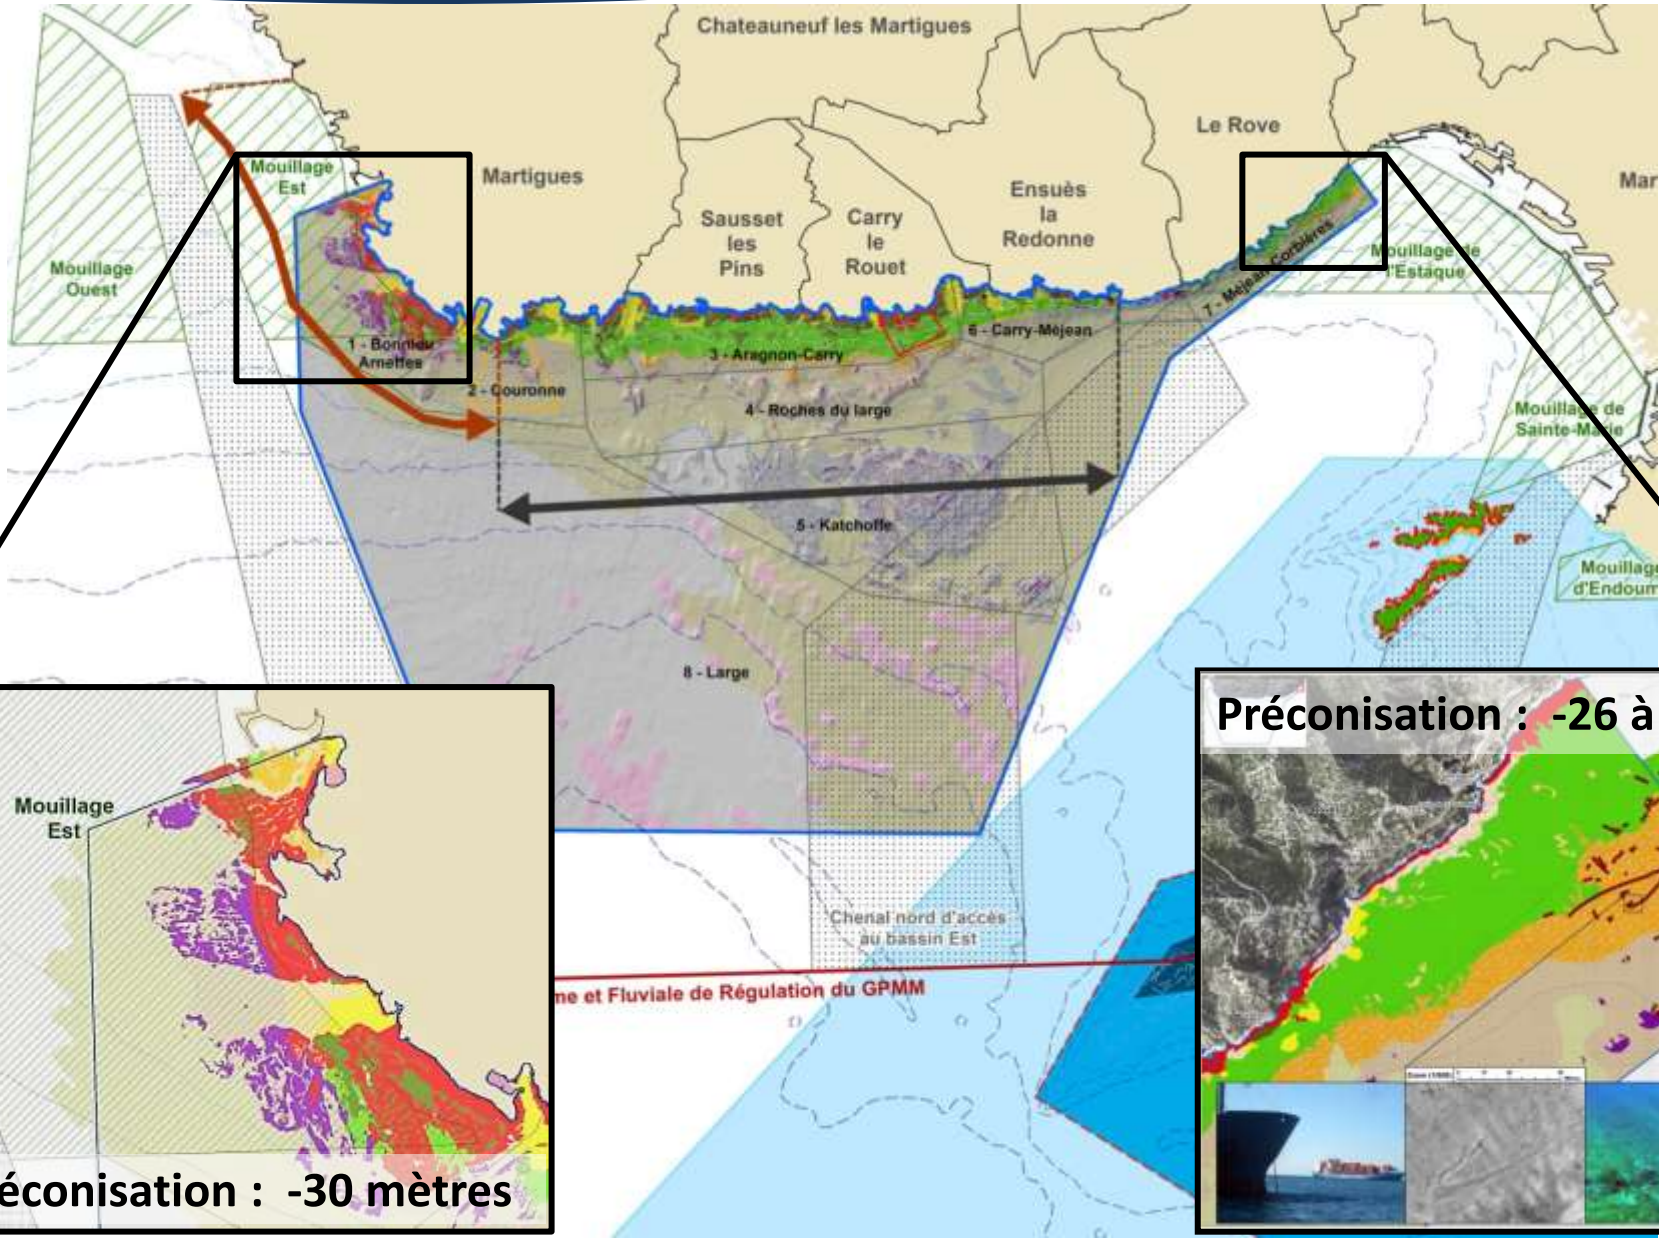 Chateauneuf les Martigues
Le Rove
Mar
Martigues
Mouillage
Est
Ensuès
la
Redonne
Sausset
les
Pins
Carry
le
Rouet
Mouillage
Ouest
Mouillage de
l'Estaque
7 - Méjean Corbières
6 - Carry-Méjean
1 - Bonnieu
Arnettes
3 - Aragnon-Carry
2 - Couronne
4 - Roches du large
Mouillage de
Sainte-Marie
5 - Katchoffe
Mouillage
d'Endoum
8 - Large
Préconisation : -26 à
Mouillage
Est
Chenal nord d'accès
au bassin Est
me et Fluviale de Régulation du GPMM
éconisation : -30 mètres